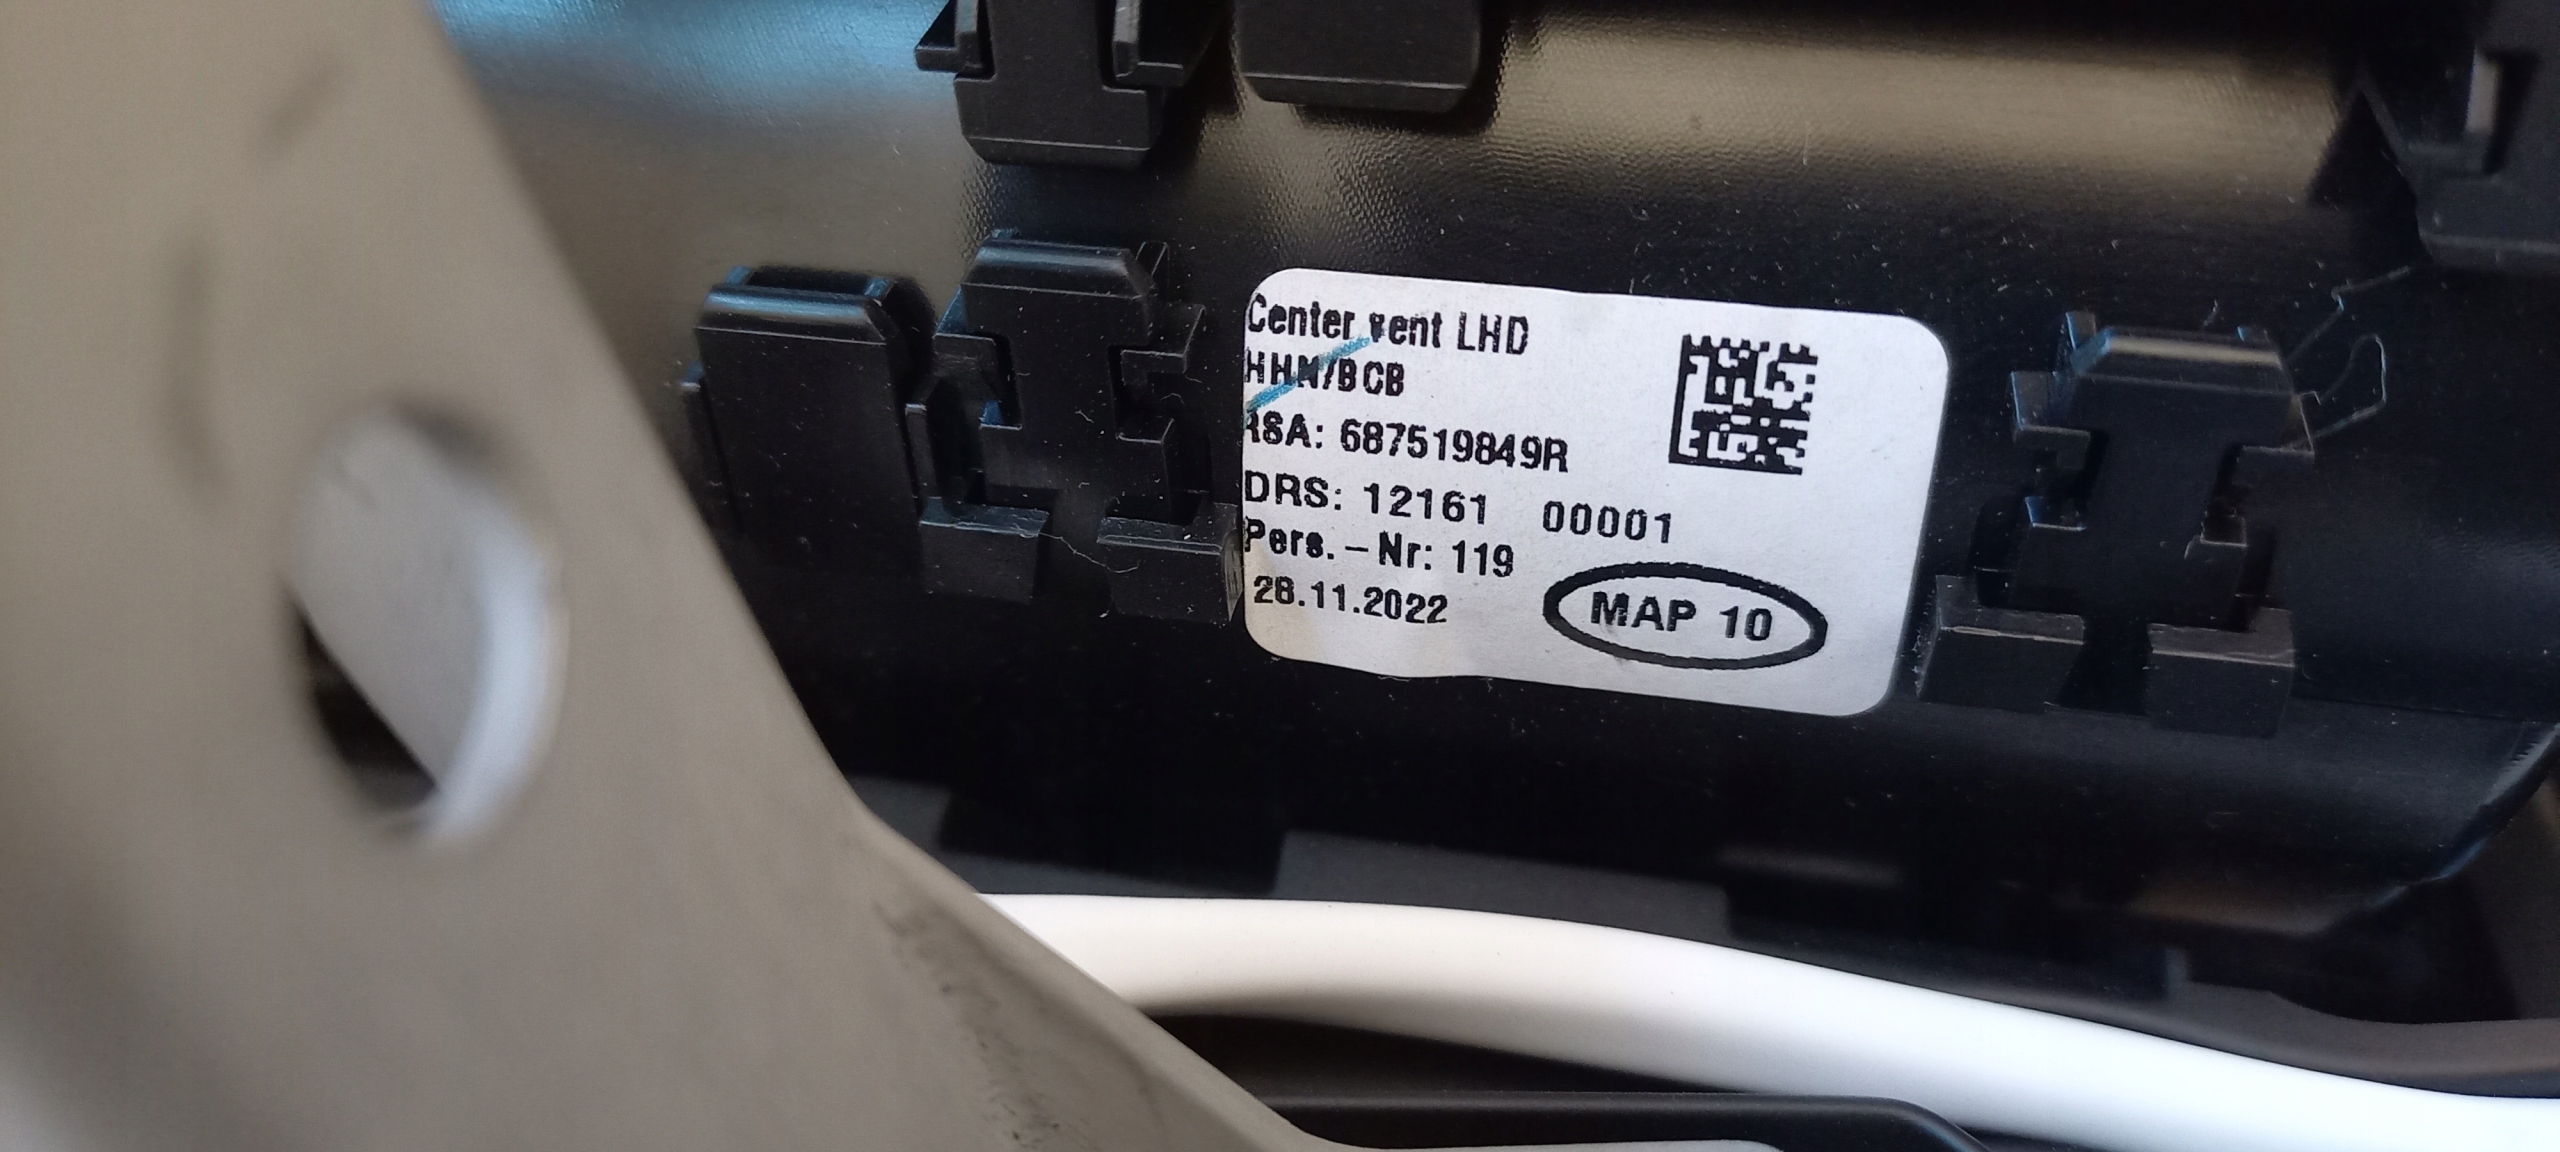 Center vent LHD
HHN/BCB
RSA: 687519849R
DRS: 12161 00001
Pers.-Nr: 119
28.11.2022
MAP 10